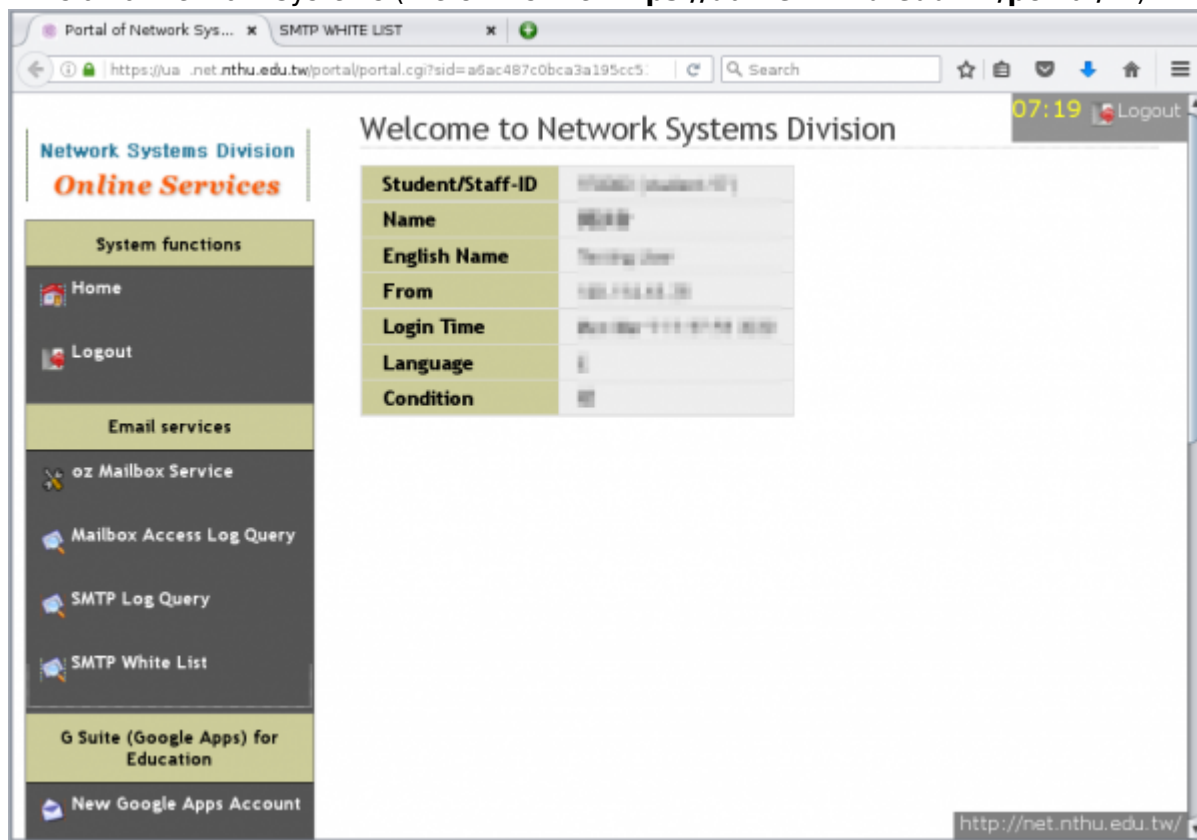 Portal of Network Sys...
SMTP WHITE LIST
https://ua .net.nthu.edu.tw/portal/portal.cgi?sid=a6ac487c0bca3a195cc5
Search
07:19 Logout
Network Systems Division
Online Services
Welcome to Network Systems Division
Student/Staff-ID
Name
English Name
From
Login Time
Language
Condition
System functions
Home
Logout
Email services
oz Mailbox Service
Mailbox Access Log Query
SMTP Log Query
SMTP White List
G Suite (Google Apps) for
Education
New Google Apps Account
http://net.nthu.edu.tw/